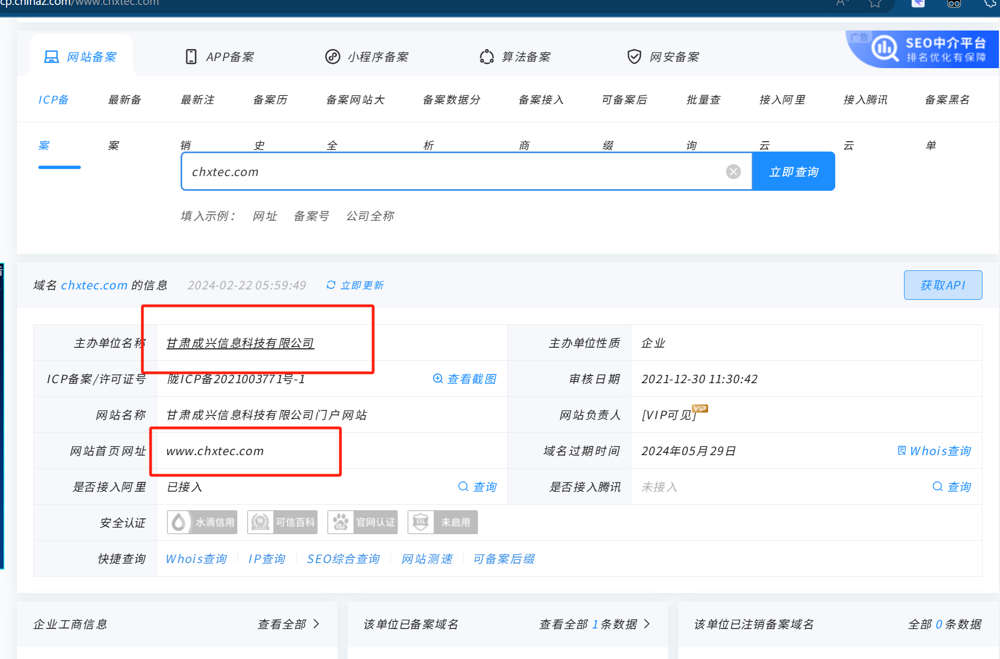 cp.chinaz.com/www.chxtec.com
网站备案
APP备案
小程序备案
算法备案
网安备案
广告
SEO中介平台
排名优化有保障
ICP备案
最新备案
最新注销
备案历史
备案网站大全
备案数据分析
备案接入商
可备案后缀
批量查询
接入阿里云
接入腾讯云
备案黑名单
chxtec.com
立即查询
填入示例： 网址 备案号 公司全称
域名 chxtec.com 的信息 2024-02-22 05:59:49 立即更新
获取API
主办单位名称 甘肃成兴信息科技有限公司 主办单位性质 企业
ICP备案/许可证号 陇ICP备2021003771号-1 查看截图 审核日期 2021-12-30 11:30:42
网站名称 甘肃成兴信息科技有限公司门户网站 网站负责人 [VIP可见] VIP
网站首页网址 www.chxtec.com 域名过期时间 2024年05月29日 Whois查询
是否接入阿里 已接入 查询 是否接入腾讯 未接入 查询
安全认证 水滴信用 可信百科 du 官网认证 SSL 未启用
快捷查询 Whois查询 IP查询 SEO综合查询 网站测速 可备案后缀
企业工商信息 查看全部
该单位已备案域名 查看全部 1 条数据
该单位已注销备案域名 全部 0 条数据